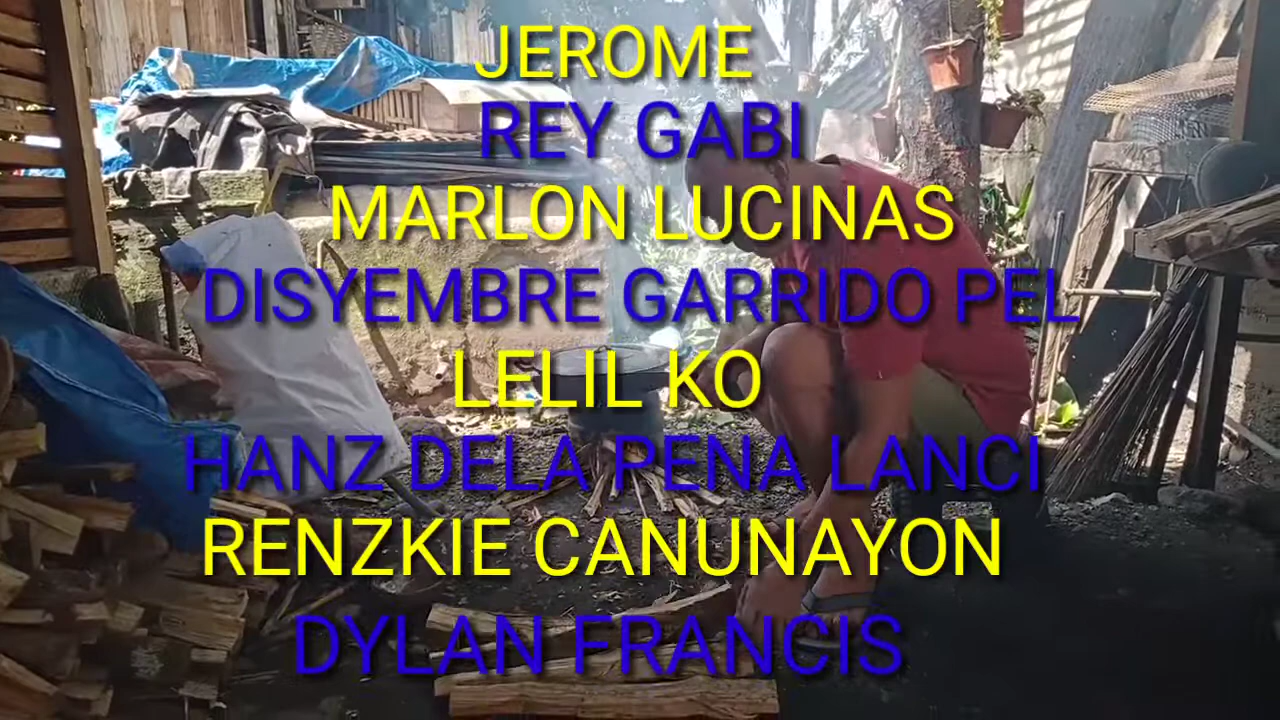 JEROME
REY GABI
MARLON LUCINAS
DISYEMBRE GARRIDO PEL
LELIL KO
HANZ DELA PENA LANCI
RENZKIE CANUNAYON
DYLAN FRANCIS